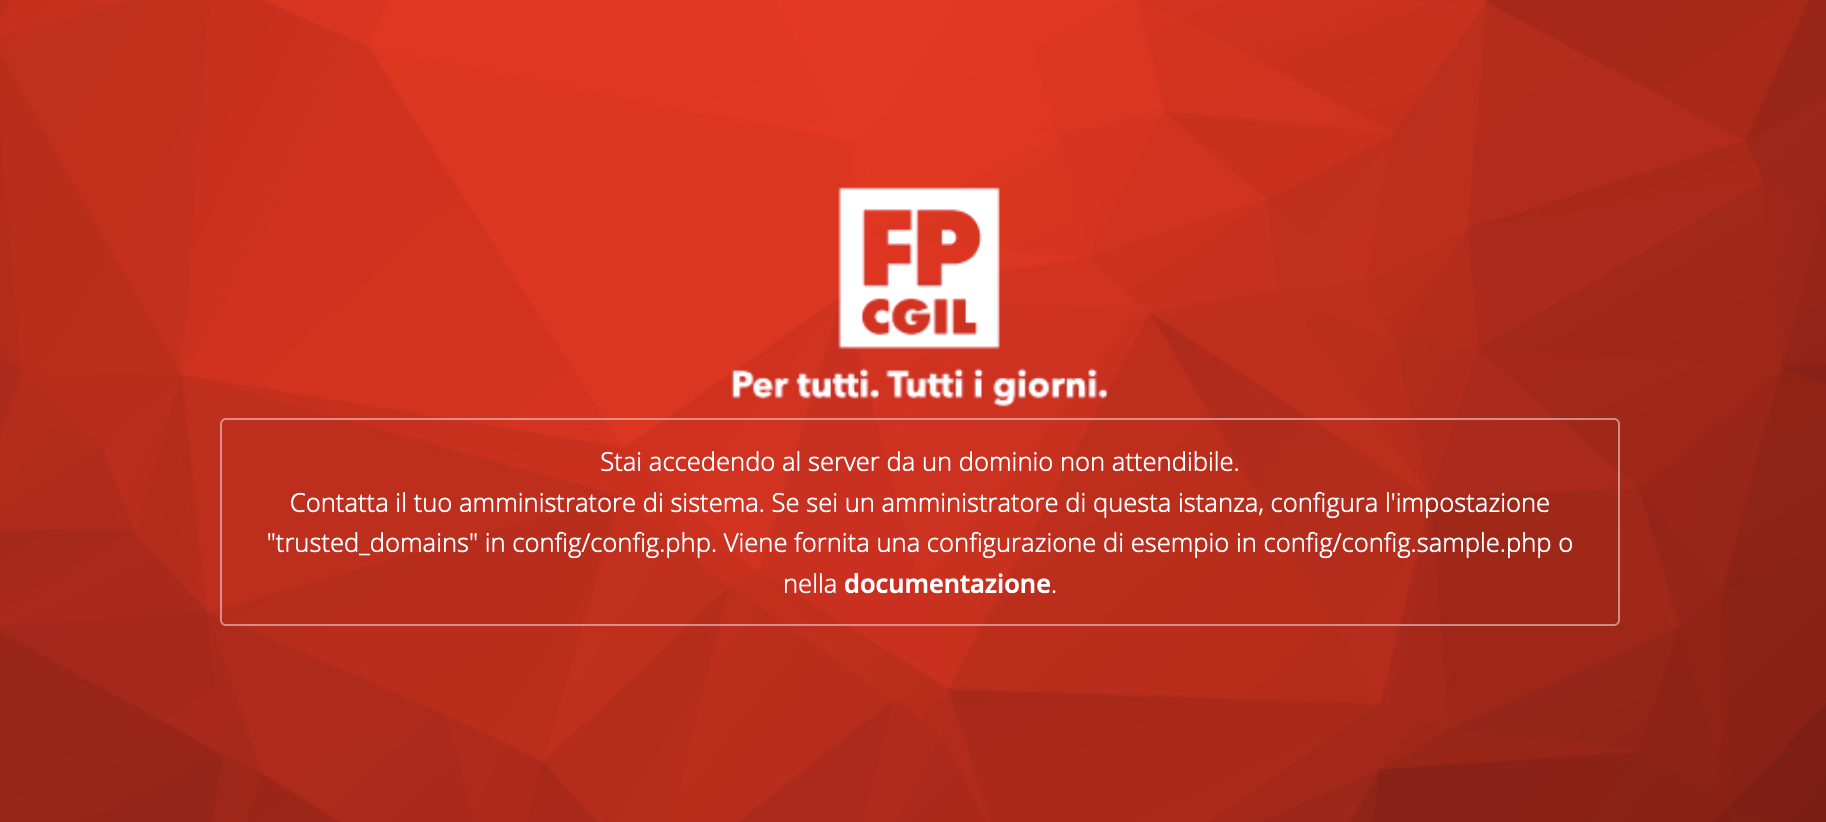 FP
CGIL
Per tutti. Tutti i giorni.
Stai accedendo al server da un dominio non attendibile.
Contatta il tuo amministratore di sistema. Se sei un amministratore di questa istanza, configura l'impostazione
"trusted_domains" in config/config.php. Viene fornita una configurazione di esempio in config/config.sample.php o
nella documentazione.